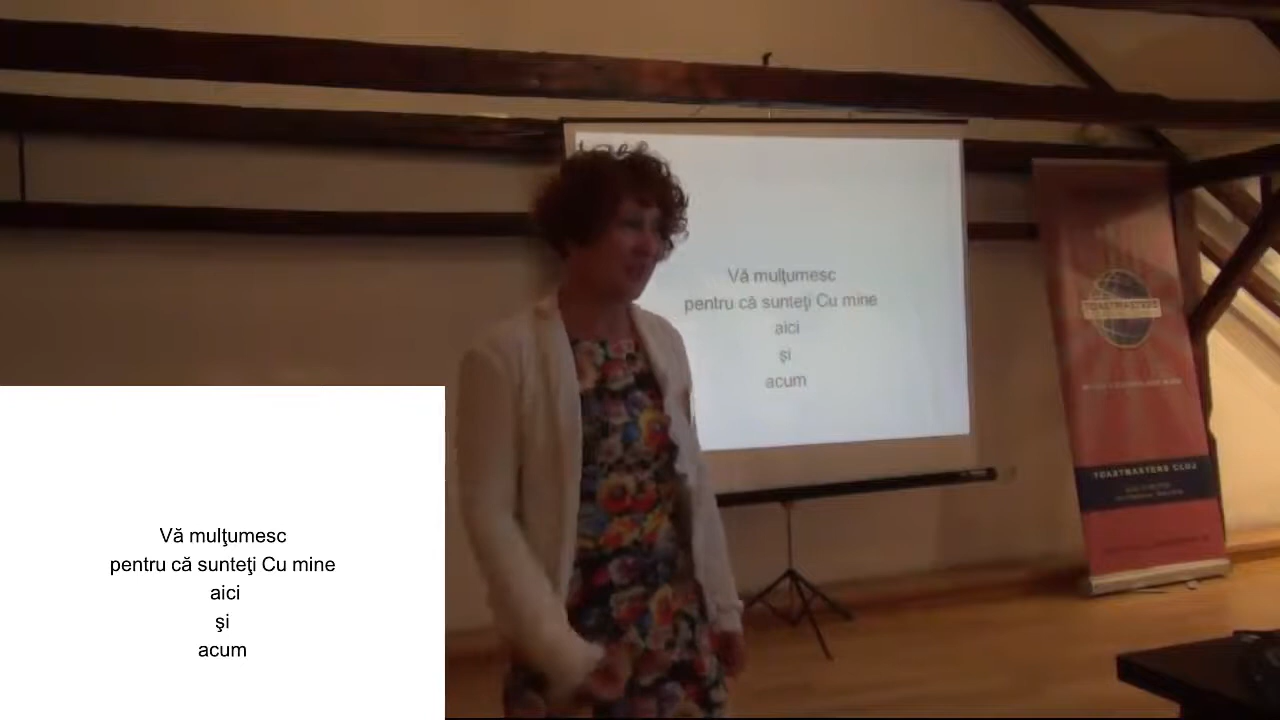 Vă mulţumesc
pentru că sunteţi Cu mine
aici
şi
acum
TOASTMASTERS
TOASTMASTERS CLUJ
Vă mulţumesc
pentru că sunteţi Cu mine
aici
şi
acum